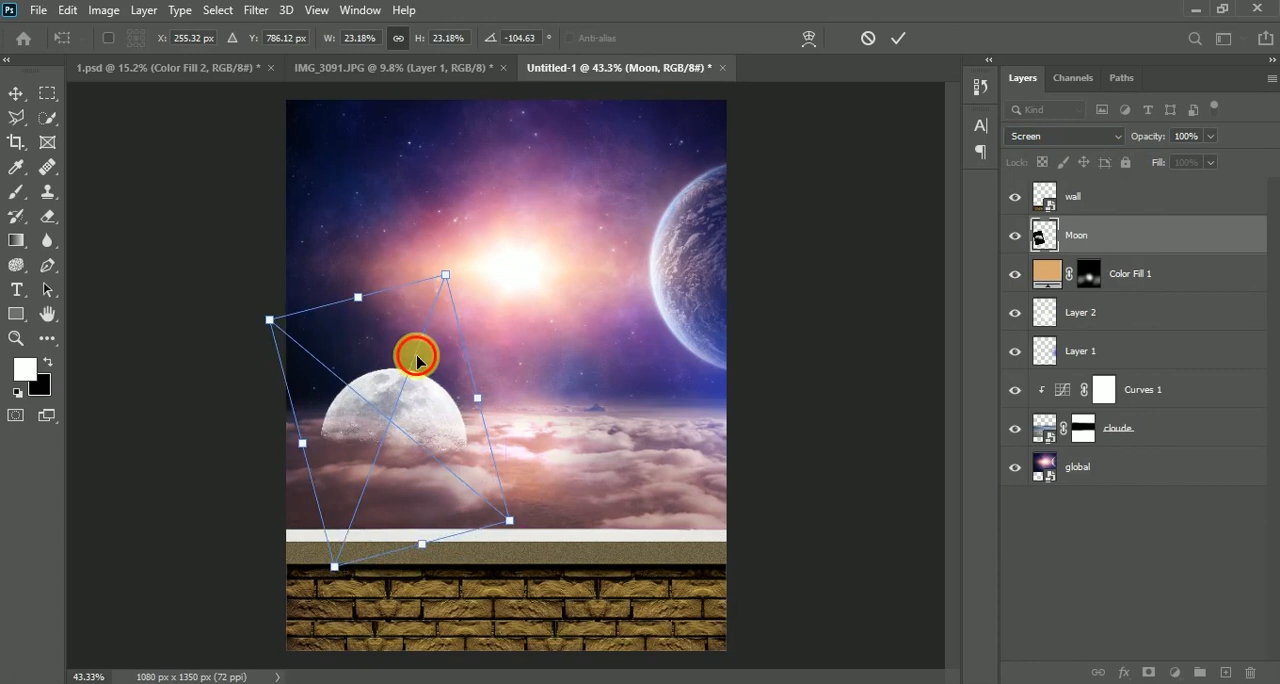 Ps File Edit Image Layer Type Select Filter 3D View Window Help
X: 255.32 px Y: 786.12 px W: 23.18% H: 23.18% -104.63 ° Anti-alias
1.psd @ 15.2% (Color Fill 2, RGB/8#) * × IMG_3091.JPG @ 9.8% (Layer 1, RGB/8) * × Untitled-1 @ 43.3% (Moon, RGB/8#) * ×
Layers Channels Paths
Kind
Screen Opacity: 100%
Lock: Fill: 100%
wall
Moon
Color Fill 1
Layer 2
Layer 1
Curves 1
cloude.
global
43.33% 1080 px x 1350 px (72 ppi)